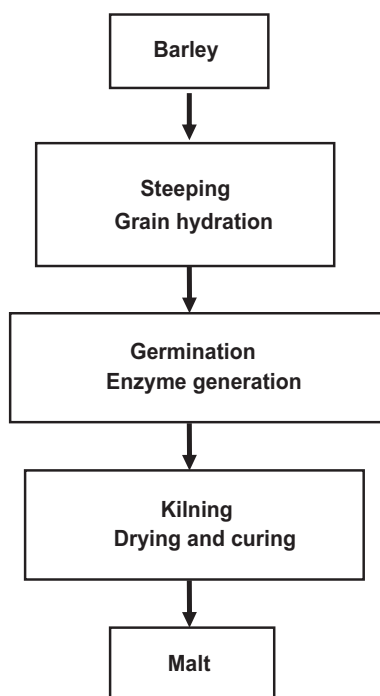 Barley
Steeping
Grain hydration
Germination
Enzyme generation
Kilning
Drying and curing
Malt